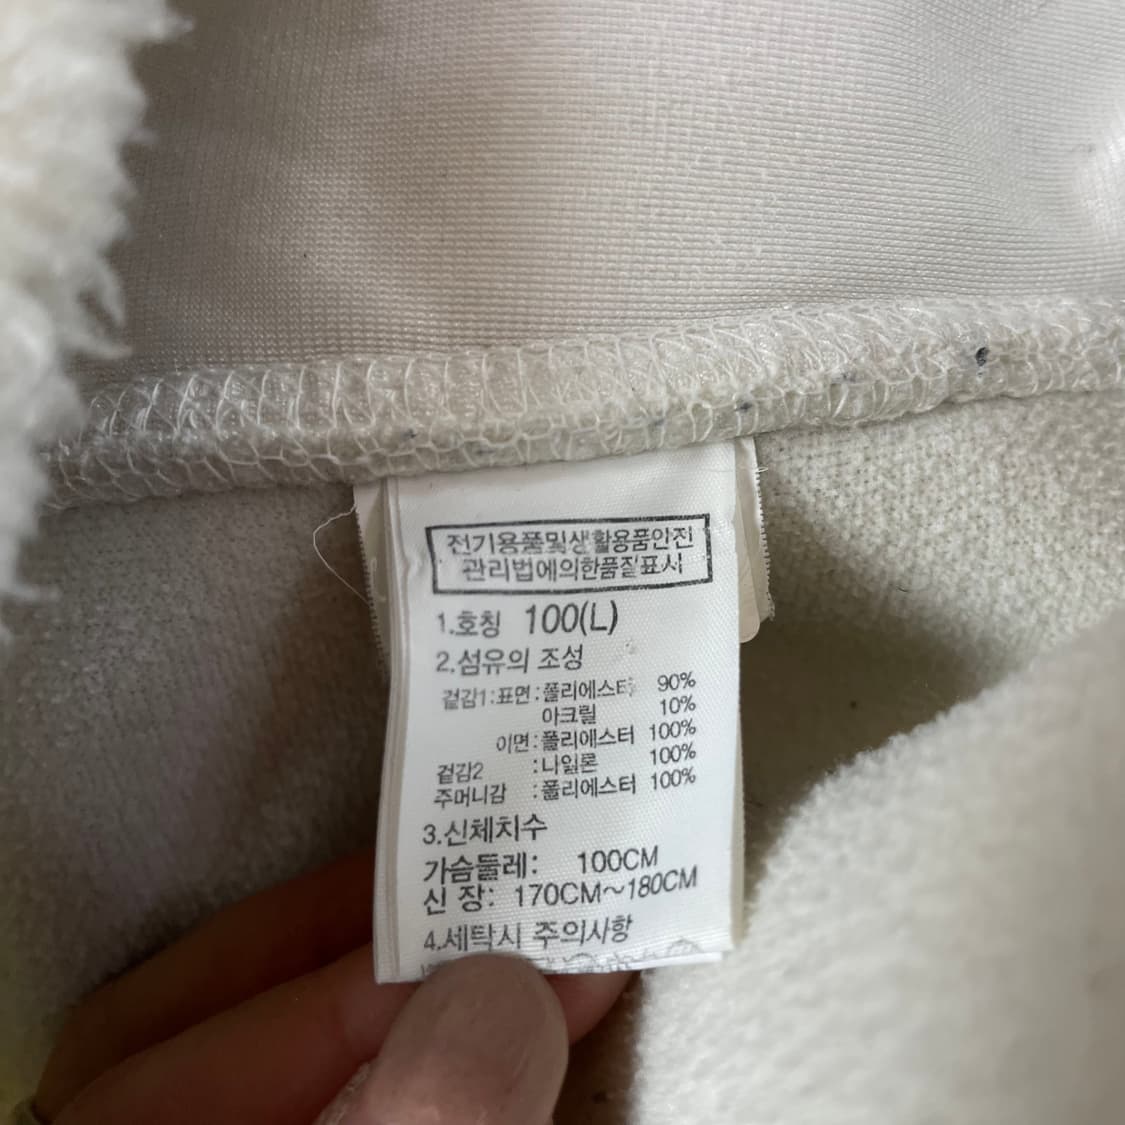 전기용품및생활용품안전
관리법에의한품질표시
1.호칭 100(L)
2.섬유의 조성
겉감1:표면:폴리에스터 90%
아크릴 10%
이면:폴리에스터 100%
겉감2 :나일론 100%
주머니감 :폴리에스터 100%
3.신체치수
가슴둘레: 100CM
신 장: 170CM~180CM
4.세탁시 주의사항